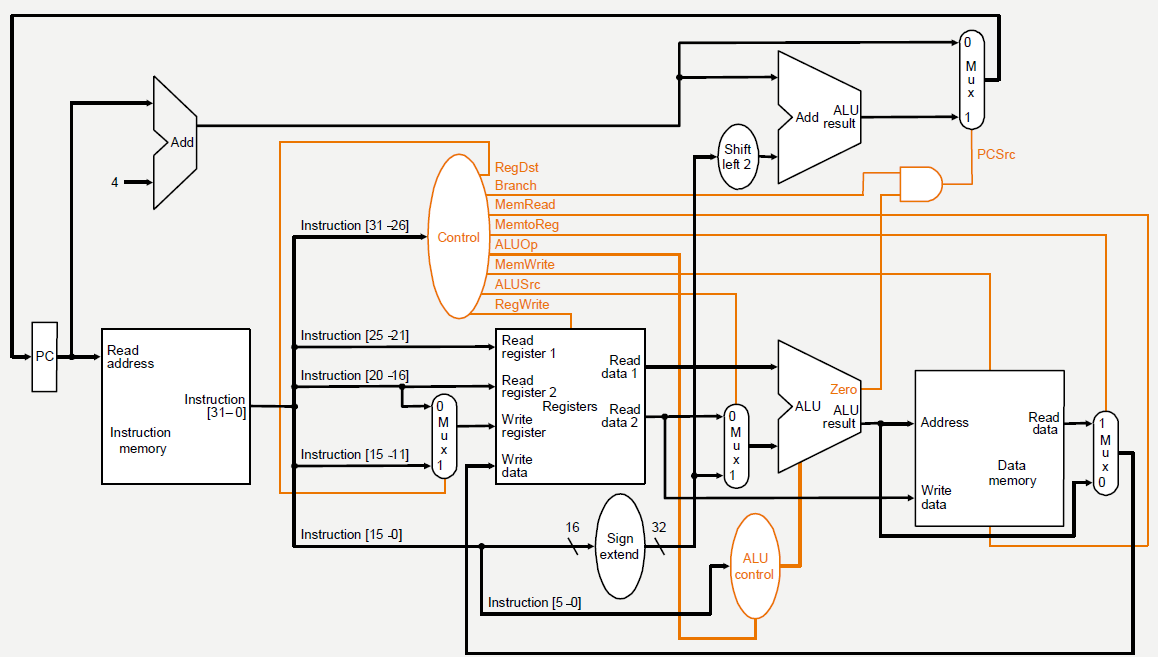 0
M
u
x
1
Add
ALU
result
Add
4
Shift
left 2
PCSrc
RegDst
Branch
MemRead
MemtoReg
ALUOp
MemWrite
ALUSrc
RegWrite
Control
Instruction [31–26]
Instruction [25–21]
Instruction [20–16]
Instruction [15–11]
Instruction [15–0]
Instruction [5–0]
PC
Read
address
Instruction
[31–0]
Instruction
memory
0
M
u
x
1
Read
register 1
Read
register 2
Write
register
Write
data
Registers
Read
data 1
Read
data 2
0
M
u
x
1
Zero
ALU
ALU
result
Address
Write
data
Read
data
Data
memory
1
M
u
x
0
16
Sign
extend
32
ALU
control